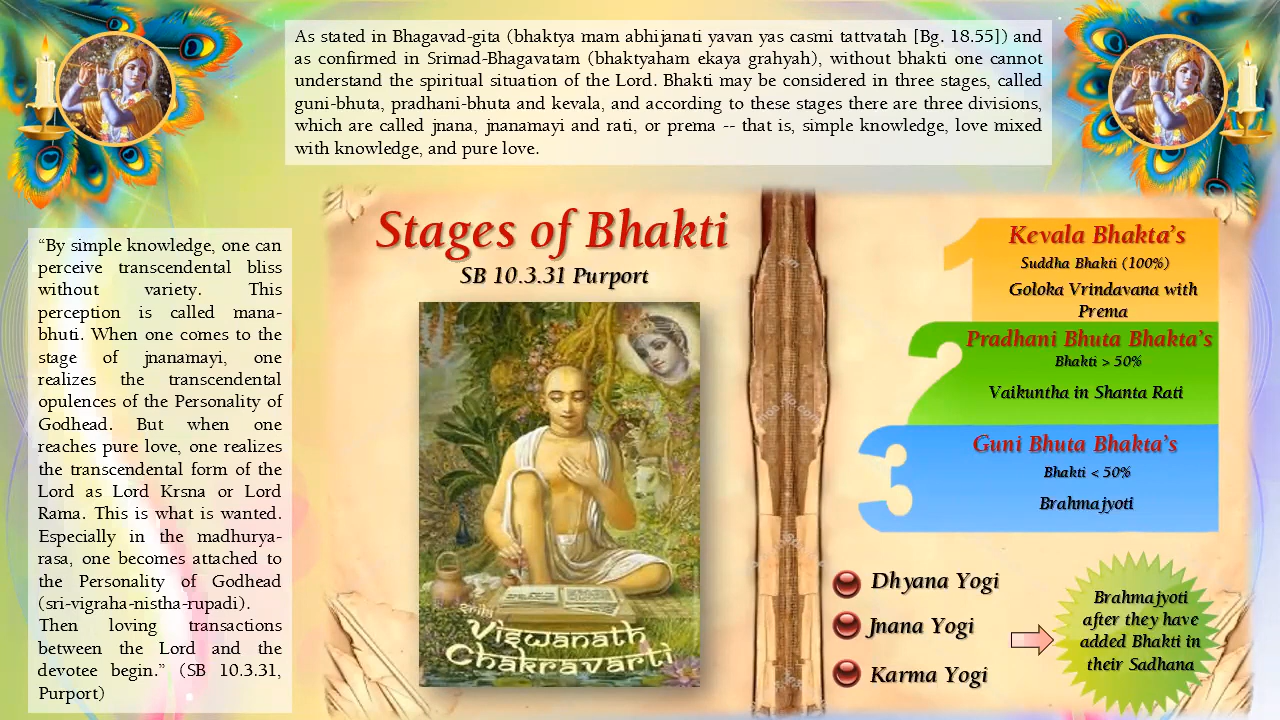 As stated in Bhagavad-gita (bhaktya mam abhijanati yavan yas casmi tattvatah [Bg. 18.55]) and
as confirmed in Srimad-Bhagavatam (bhaktyaham ekaya grahyah), without bhakti one cannot
understand the spiritual situation of the Lord. Bhakti may be considered in three stages, called
guni-bhuta, pradhani-bhuta and kevala, and according to these stages there are three divisions,
which are called jnana, jnanamayi and rati, or prema -- that is, simple knowledge, love mixed
with knowledge, and pure love.
“By simple knowledge, one can
perceive transcendental bliss
without variety. This
perception is called mana-
bhuti. When one comes to the
stage of jnanamayi, one
realizes the transcendental
opulences of the Personality of
Godhead. But when one
reaches pure love, one realizes
the transcendental form of the
Lord as Lord Krsna or Lord
Rama. This is what is wanted.
Especially in the madhurya-
rasa, one becomes attached to
the Personality of Godhead
(sri-vigraha-nistha-rupadi).
Then loving transactions
between the Lord and the
devotee begin.” (SB 10.3.31,
Purport)
Stages of Bhakti
SB 10.3.31 Purport
Srila
Viswanath
Chakravarti
1
Kevala Bhakta’s
Suddha Bhakti (100%)
Goloka Vrindavana with
Prema
2
Pradhani Bhuta Bhakta’s
Bhakti > 50%
Vaikuntha in Shanta Rati
3
Guni Bhuta Bhakta’s
Bhakti < 50%
Brahmajyoti
Dhyana Yogi
Jnana Yogi
Karma Yogi
Brahmajyoti
after they have
added Bhakti in
their Sadhana